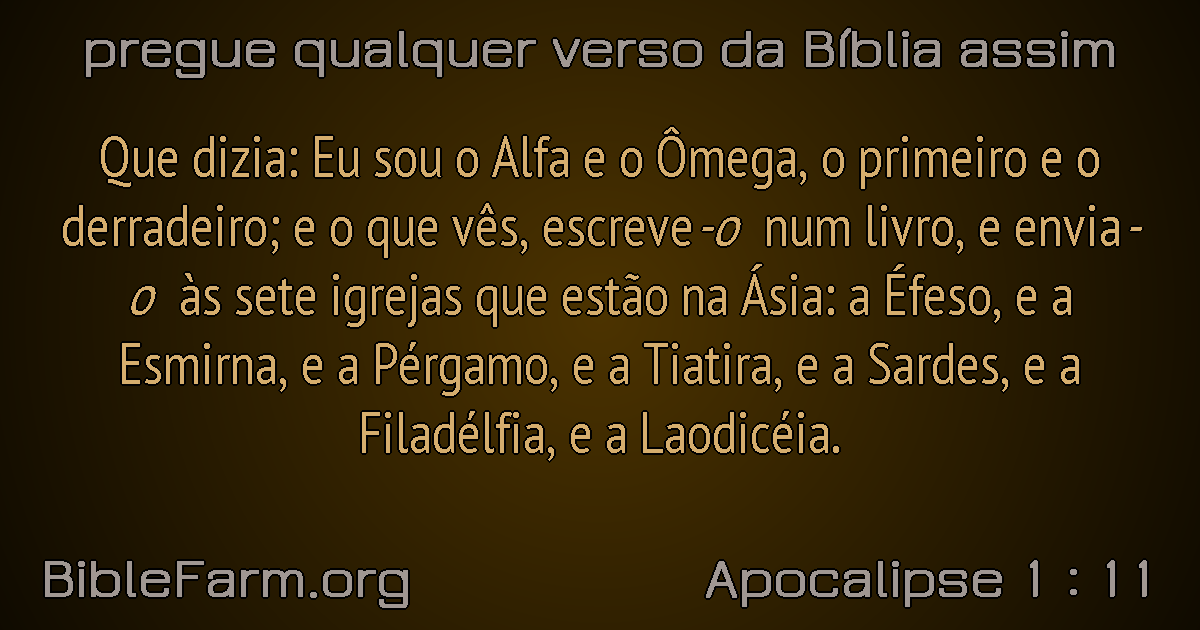 pregue qualquer verso da Bíblia assim
Que dizia: Eu sou o Alfa e o Ômega, o primeiro e o
derradeiro; e o que vês, escreve-o num livro, e envia-
o às sete igrejas que estão na Ásia: a Éfeso, e a
Esmirna, e a Pérgamo, e a Tiatira, e a Sardes, e a
Filadélfia, e a Laodicéia.
BibleFarm.org
Apocalipse 1 : 11